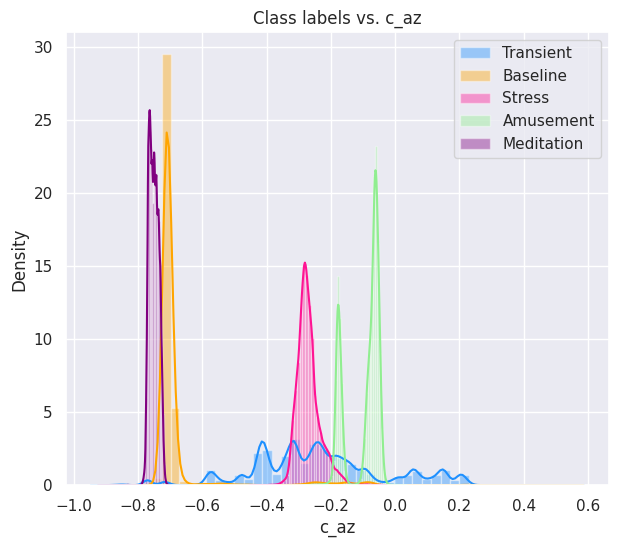 Class labels vs. c_az
Transient
Baseline
Stress
Amusement
Meditation
30
25
20
15
10
5
0
Density
−1.0 −0.8 −0.6 −0.4 −0.2 0.0 0.2 0.4 0.6
c_az